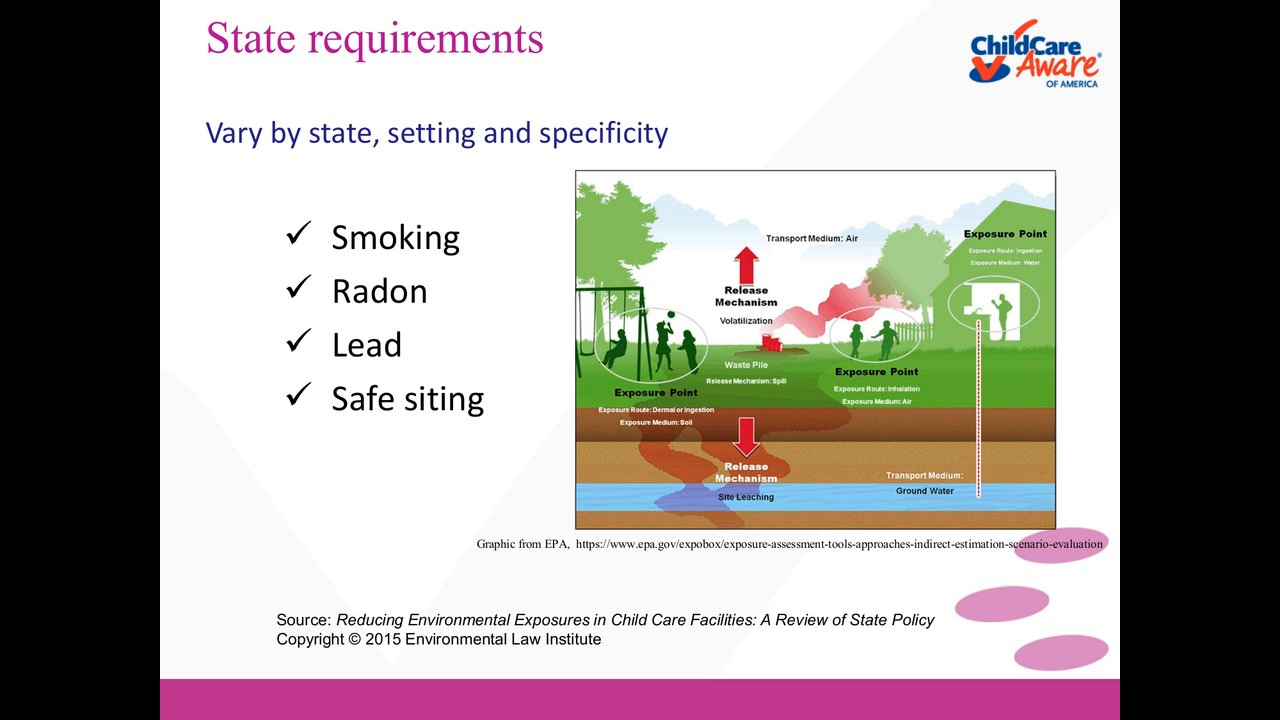 State requirements
ChildCare
Aware®
OF AMERICA
Vary by state, setting and specificity
✓ Smoking
✓ Radon
✓ Lead
✓ Safe siting
Transport Medium: Air
Exposure Point
Exposure Route: Ingestion
Exposure Medium: Water
Release
Mechanism
Volatilization
Waste Pile
Release Mechanism: Spill
Exposure Point
Exposure Route: Inhalation
Exposure Medium: Air
Exposure Point
Exposure Route: Dermal or Ingestion
Exposure Medium: Soil
Release
Mechanism
Site Leaching
Transport Medium:
Ground Water
Graphic from EPA, https://www.epa.gov/expobox/exposure-assessment-tools-approaches-indirect-estimation-scenario-evaluation
Source: Reducing Environmental Exposures in Child Care Facilities: A Review of State Policy
Copyright © 2015 Environmental Law Institute